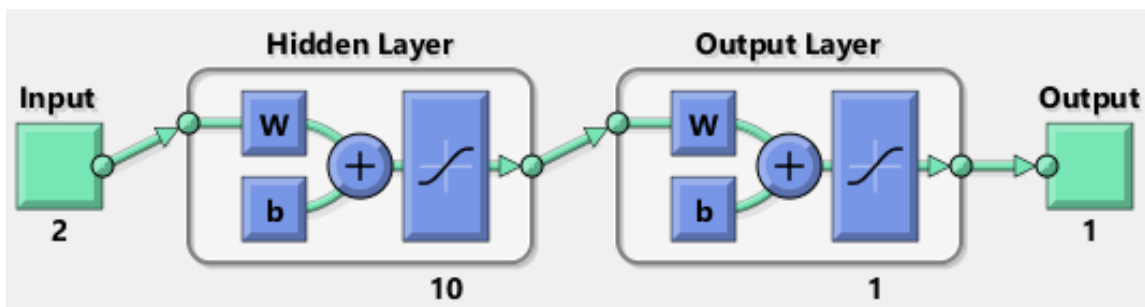 Hidden Layer
Output Layer
Input
Output
W
W
+
+
b
b
2
1
10
1